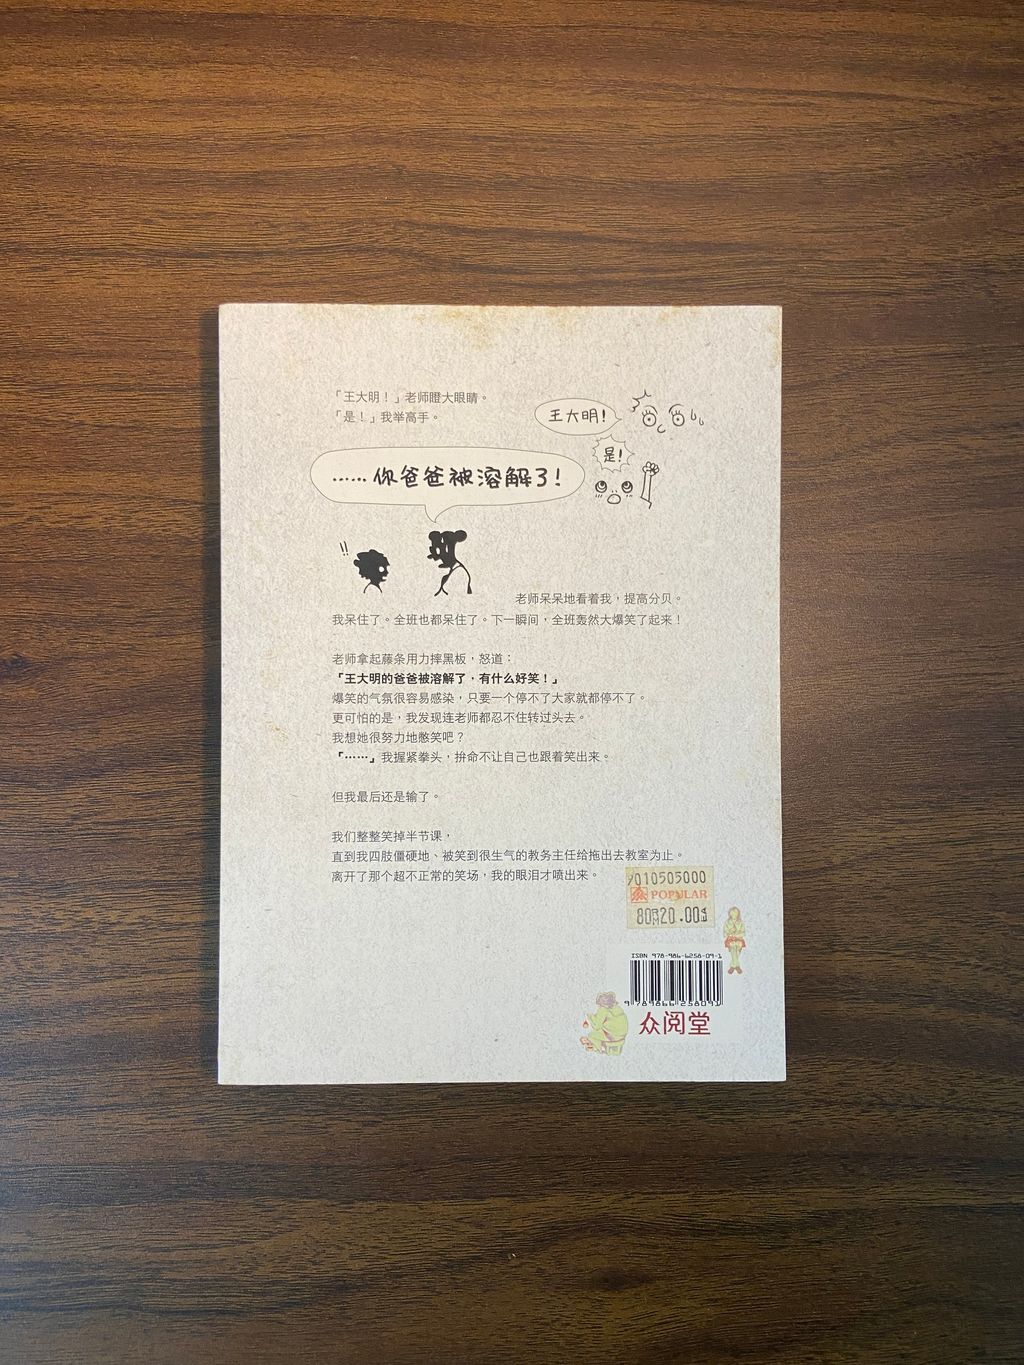 「王大明！」老师瞪大眼睛。
「是！」我举高手。
王大明!
是!
……你爸爸被溶解了!
!!
老师呆呆地看着我，提高分贝。
我呆住了。全班也都呆住了。下一瞬间，全班轰然大爆笑了起来！
老师拿起藤条用力摔黑板，怒道：
「王大明的爸爸被溶解了，有什么好笑！」
爆笑的气氛很容易感染，只要一个停不了大家就都停不了。
更可怕的是，我发现连老师都忍不住转过头去。
我想她很努力地憋笑吧？
「……」我握紧拳头，拚命不让自己也跟着笑出来。
但我最后还是输了。
我们整整笑掉半节课，
直到我四肢僵硬地、被笑到很生气的教务主任给拖出去教室为止。
离开了那个超不正常的笑场，我的眼泪才喷出来。
POPULAR
ISBN 978-986-6258-09-1
9 789866 258091
众阅堂